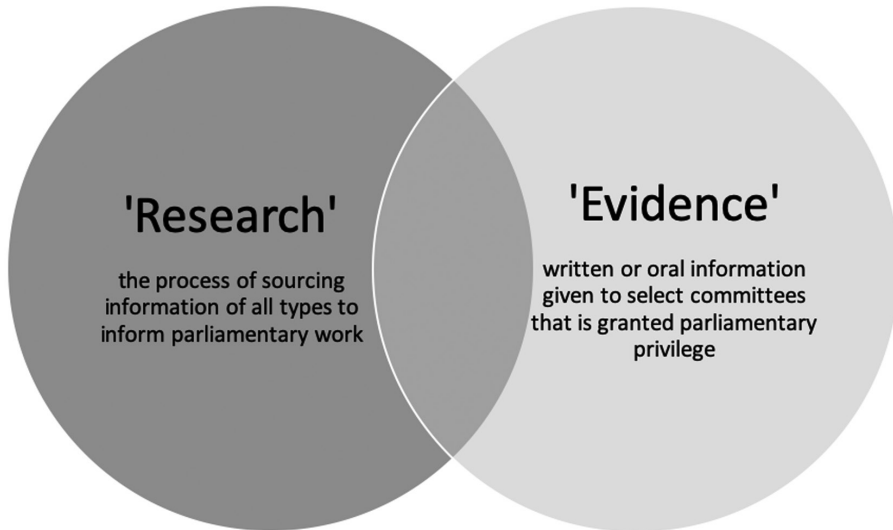 'Research'
the process of sourcing
information of all types to
inform parliamentary work
'Evidence'
written or oral information
given to select committees
that is granted parliamentary
privilege